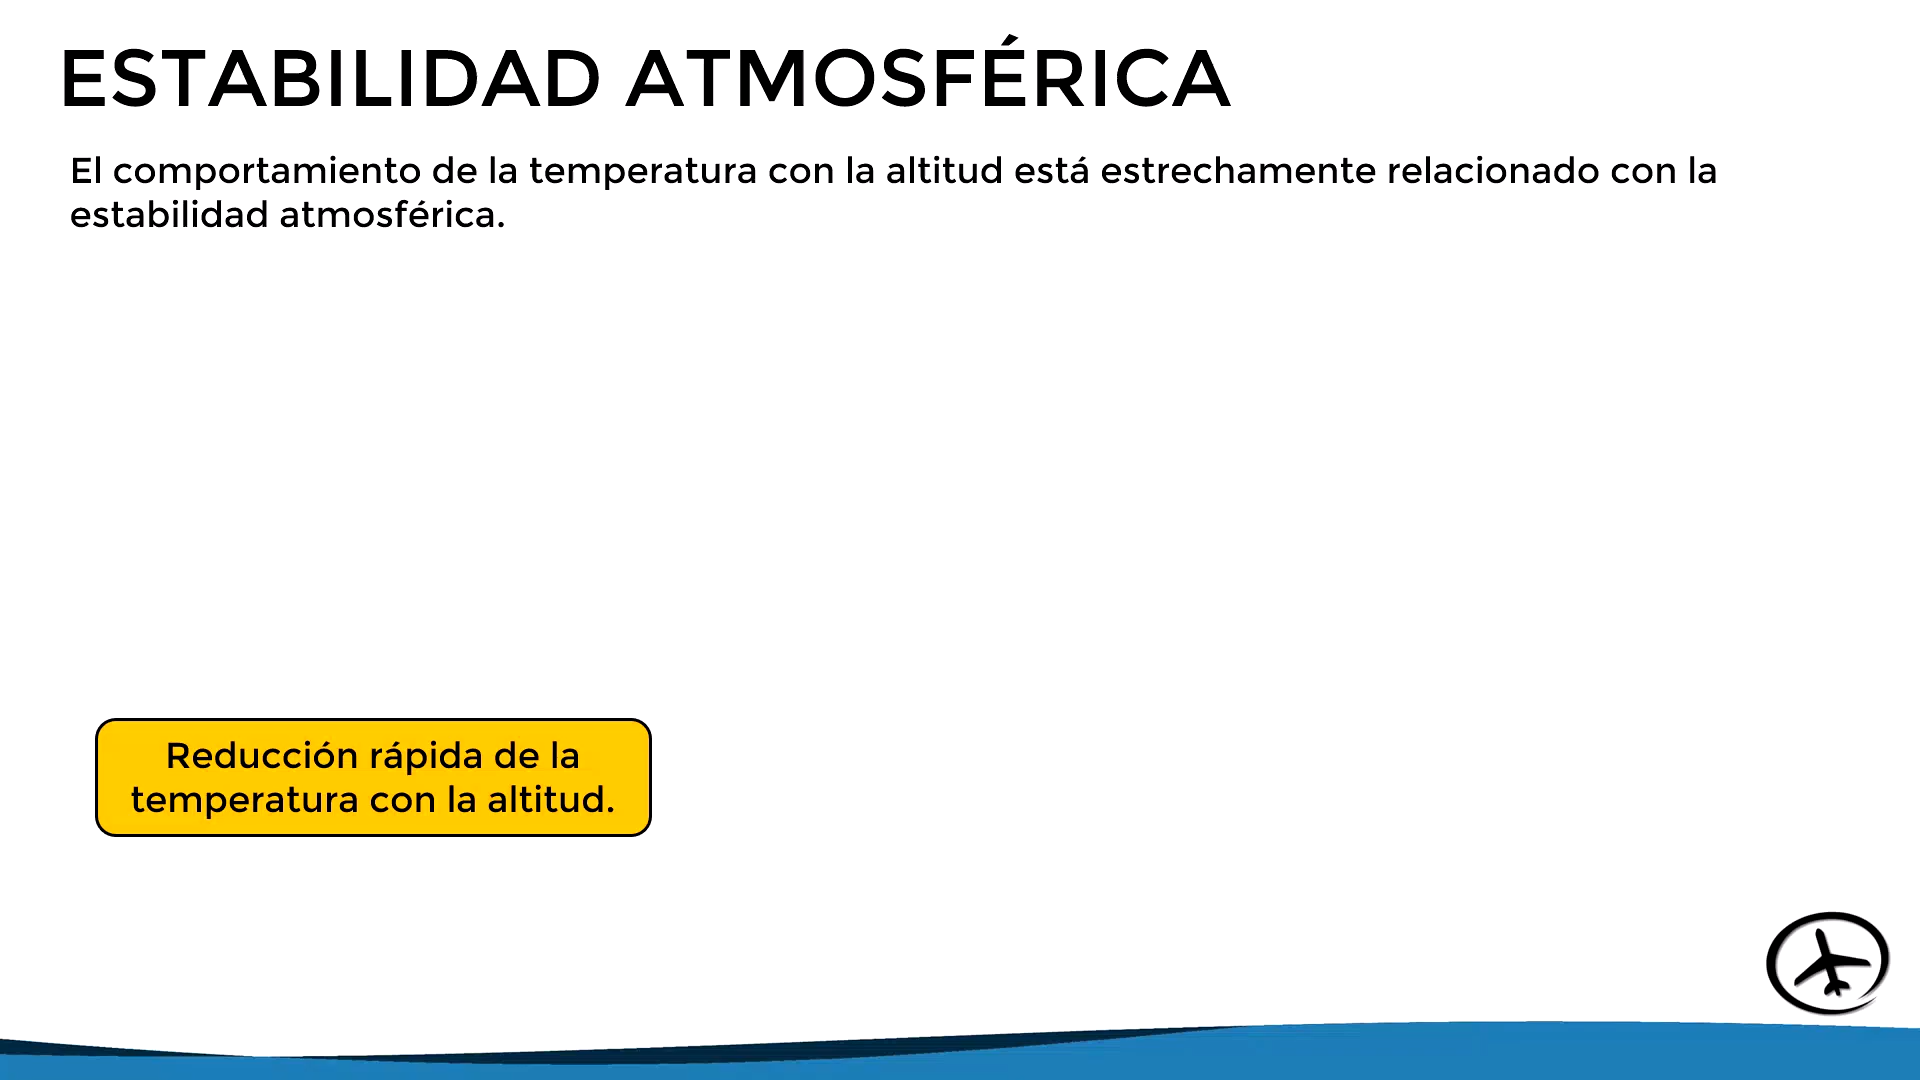 ESTABILIDAD ATMOSFÉRICA
El comportamiento de la temperatura con la altitud está estrechamente relacionado con la
estabilidad atmosférica.
Reducción rápida de la
temperatura con la altitud.